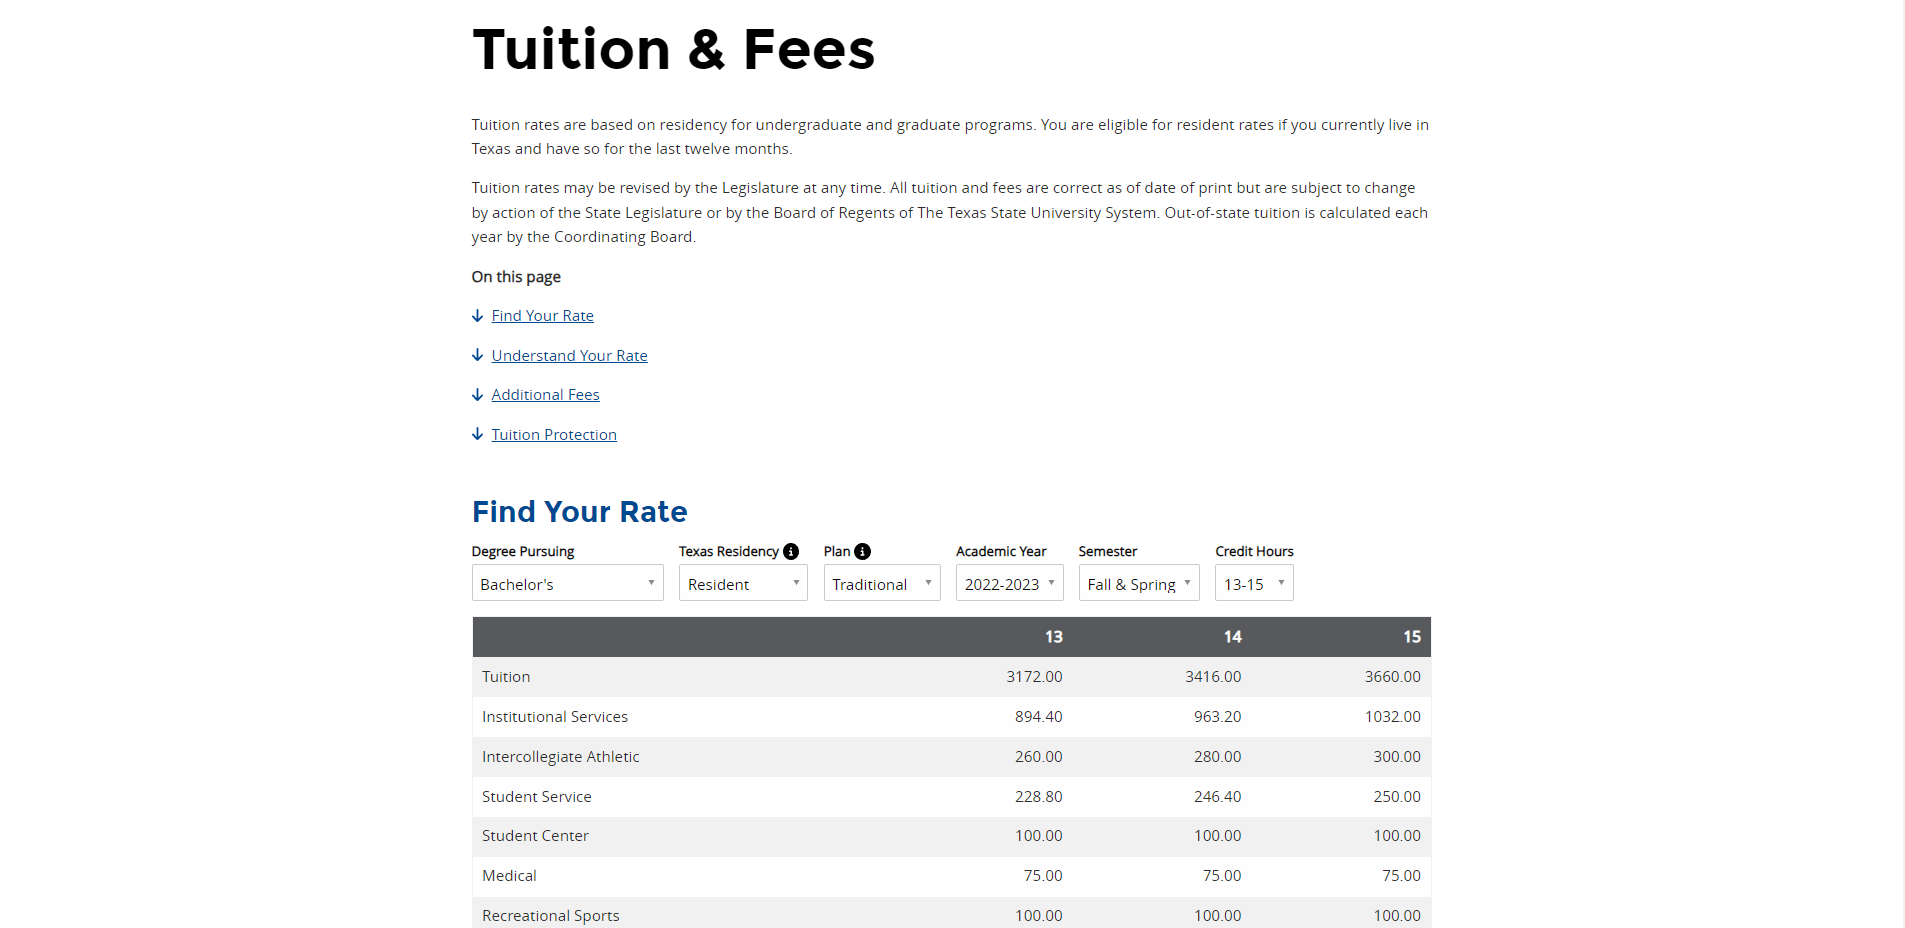 Tuition & Fees
Tuition rates are based on residency for undergraduate and graduate programs. You are eligible for resident rates if you currently live in
Texas and have so for the last twelve months.
Tuition rates may be revised by the Legislature at any time. All tuition and fees are correct as of date of print but are subject to change
by action of the State Legislature or by the Board of Regents of The Texas State University System. Out-of-state tuition is calculated each
year by the Coordinating Board.
On this page
Find Your Rate
Understand Your Rate
Additional Fees
Tuition Protection
Find Your Rate
Degree Pursuing Texas Residency Plan Academic Year Semester Credit Hours
Bachelor's Resident Traditional 2022-2023 Fall & Spring 13-15
13 14 15
Tuition 3172.00 3416.00 3660.00
Institutional Services 894.40 963.20 1032.00
Intercollegiate Athletic 260.00 280.00 300.00
Student Service 228.80 246.40 250.00
Student Center 100.00 100.00 100.00
Medical 75.00 75.00 75.00
Recreational Sports 100.00 100.00 100.00